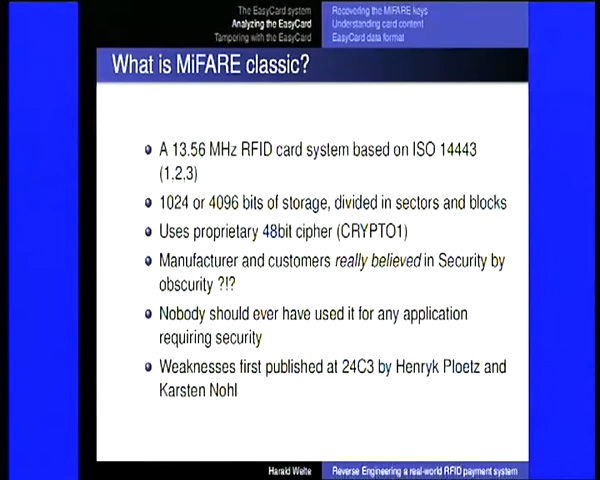 The EasyCard system
Analyzing the EasyCard
Tampering with the EasyCard
Recovering the MiFARE keys
Understanding card content
EasyCard data format
What is MiFARE classic?
A 13.56 MHz RFID card system based on ISO 14443
(1,2,3)
1024 or 4096 bits of storage, divided in sectors and blocks
Uses proprietary 48bit cipher (CRYPTO1)
Manufacturer and customers really believed in Security by
obscurity ?!?
Nobody should ever have used it for any application
requiring security
Weaknesses first published at 24C3 by Henryk Ploetz and
Karsten Nohl
Harald Welte
Reverse Engineering a real-world RFID payment system